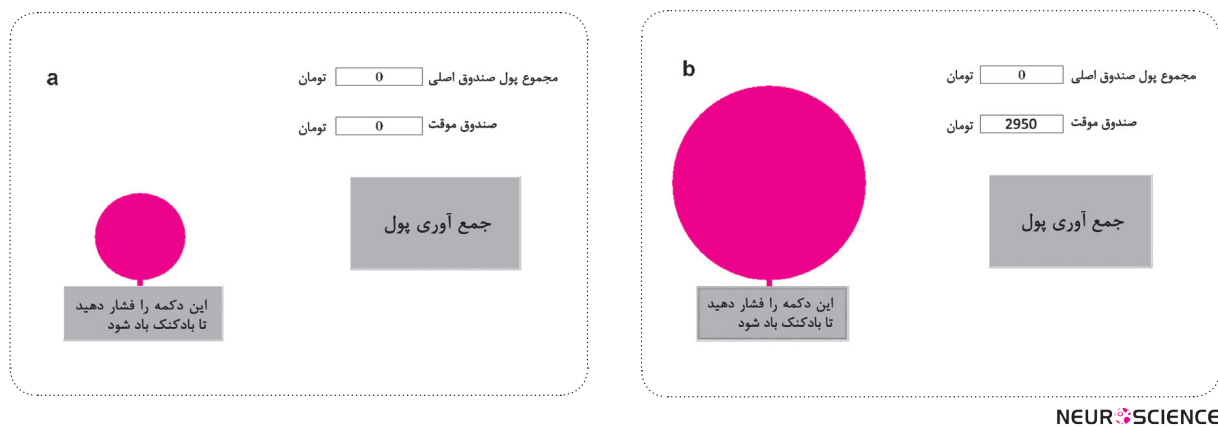 a
مجموع پول صندوق اصلی 0 تومان
صندوق موقت 0 تومان
جمع آوری پول
این دکمه را فشار دهید
تا بادکنک باد شود
b
مجموع پول صندوق اصلی 0 تومان
صندوق موقت 2950 تومان
جمع آوری پول
این دکمه را فشار دهید
تا بادکنک باد شود
NEUROSCIENCE